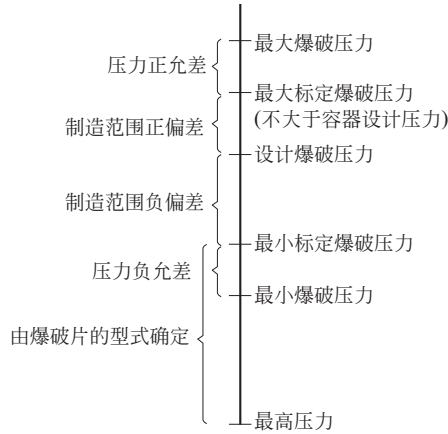 最大爆破压力
压力正允差
最大标定爆破压力
(不大于容器设计压力)
制造范围正偏差
设计爆破压力
制造范围负偏差
最小标定爆破压力
压力负允差
最小爆破压力
由爆破片的型式确定
最高压力